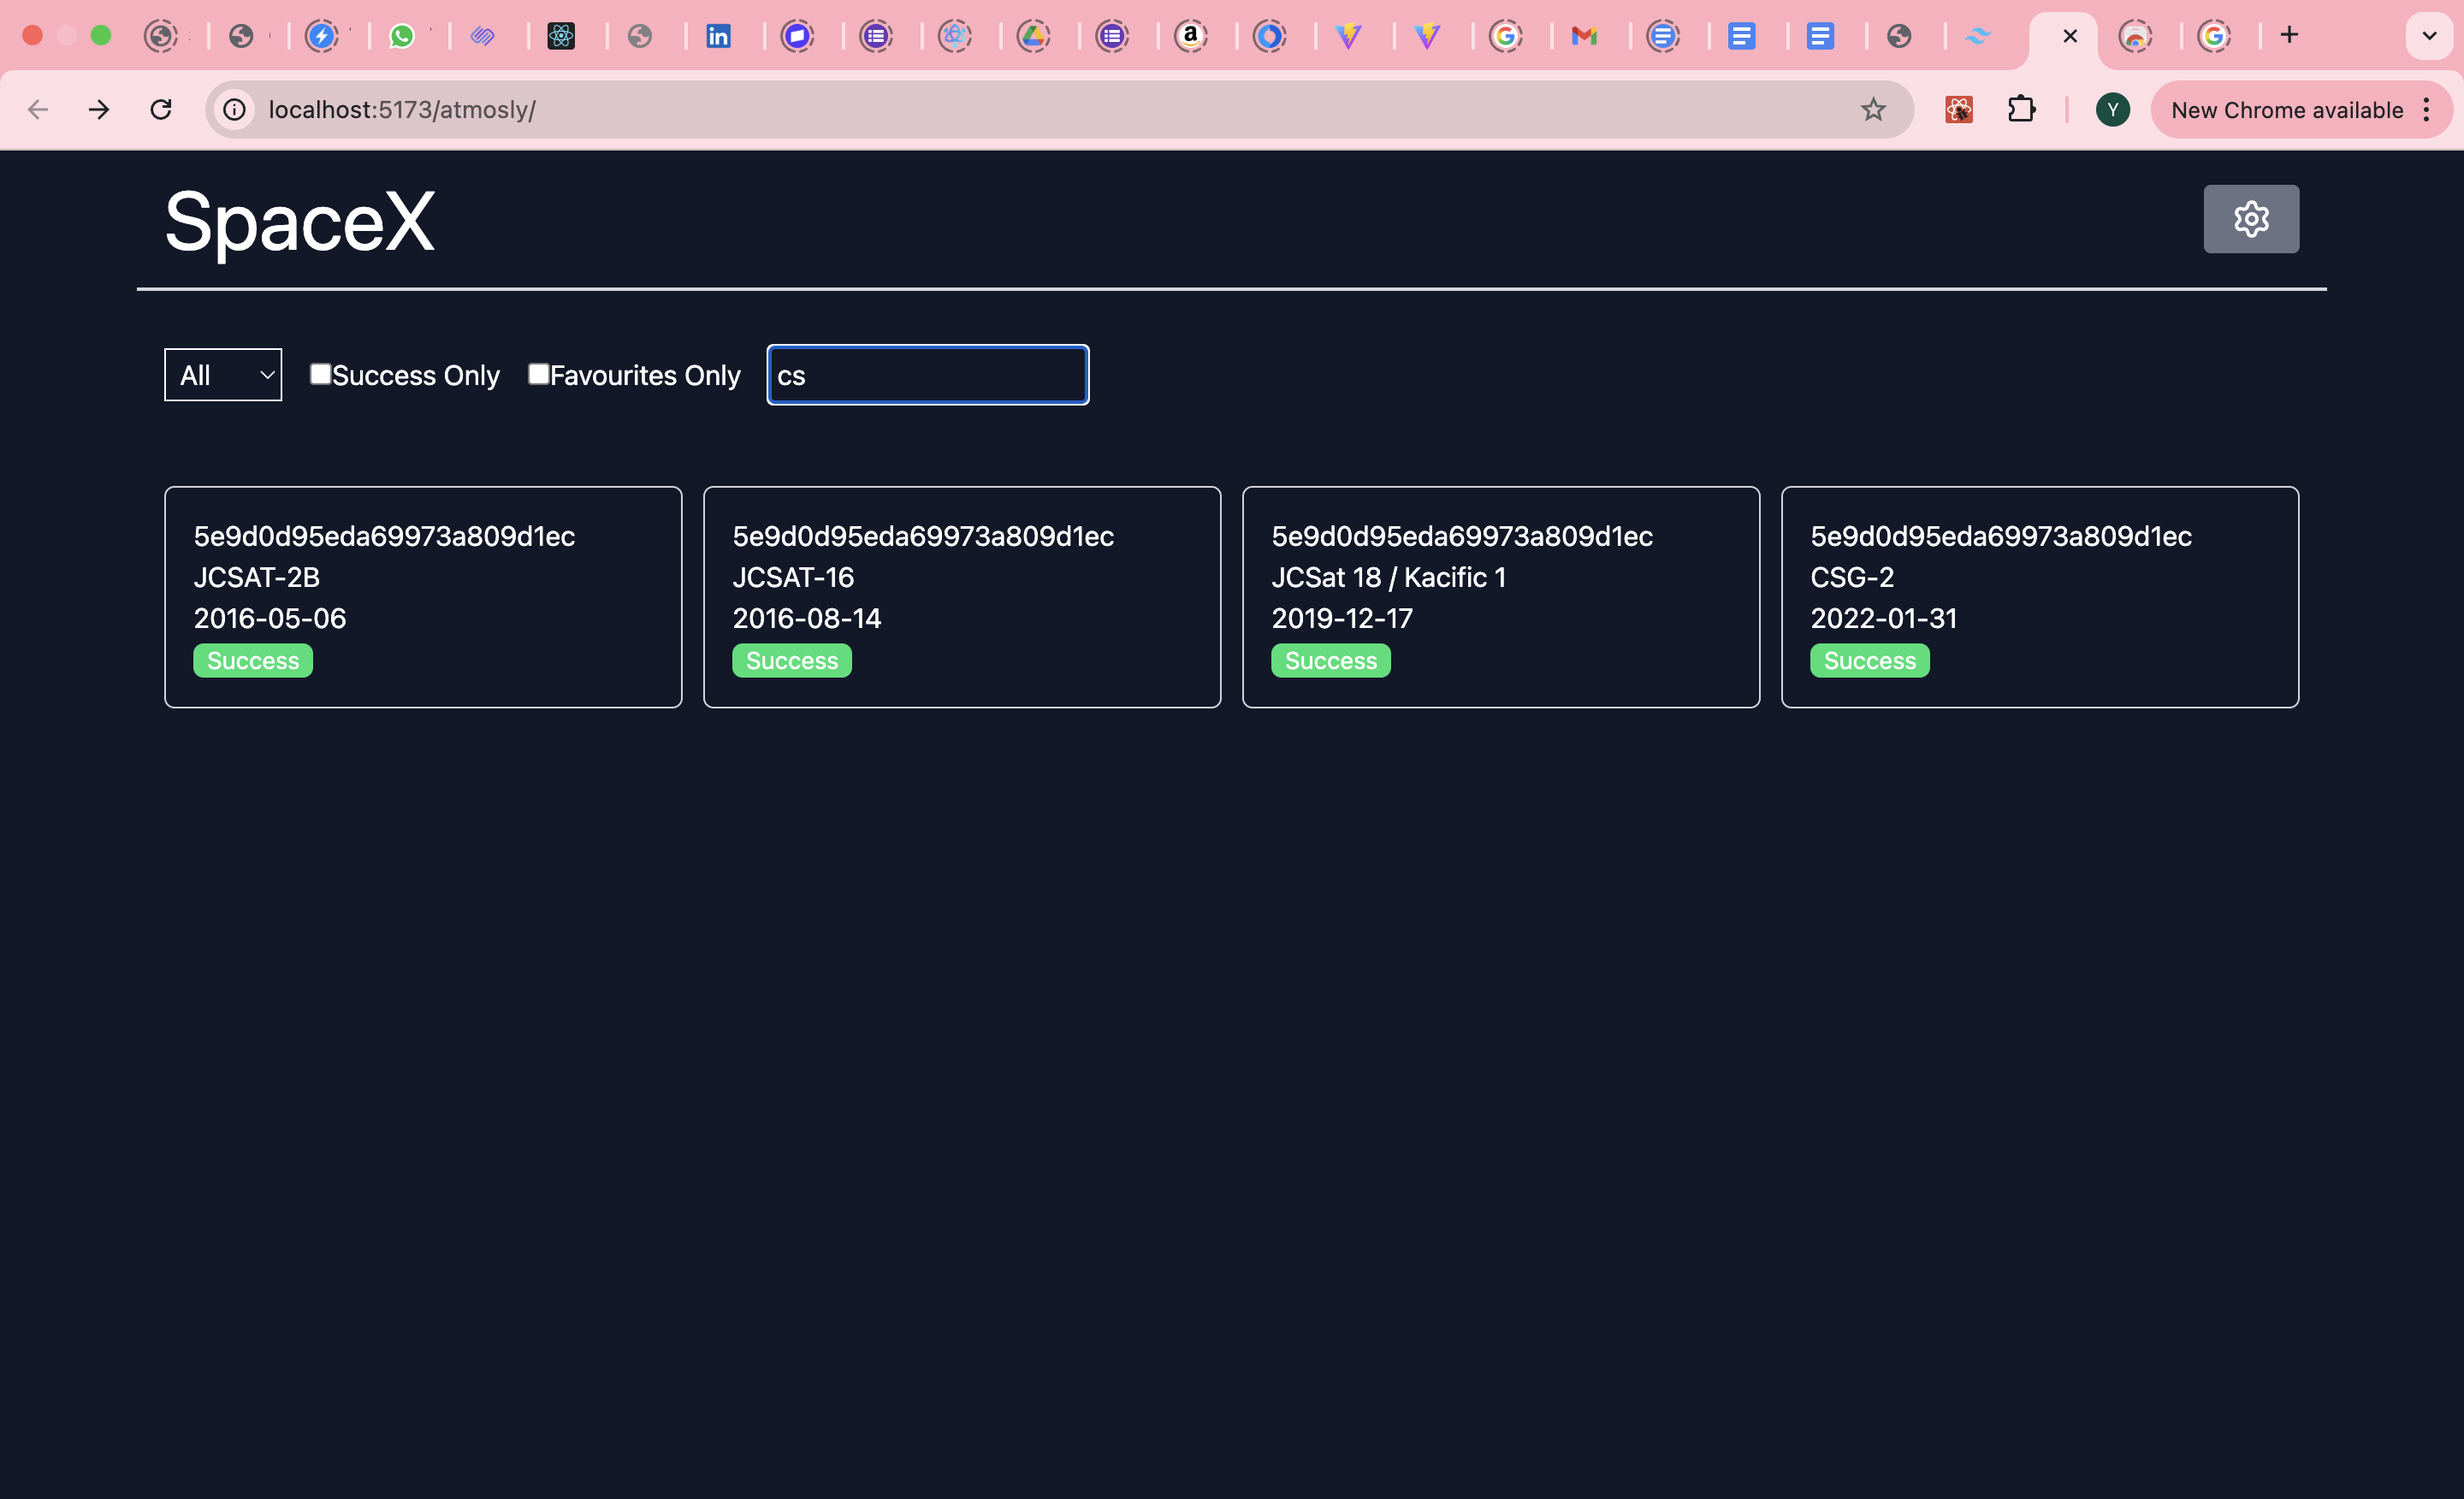 localhost:5173/atmosly/
Y
New Chrome available
SpaceX
All
Success Only
Favourites Only
cs
5e9d0d95eda69973a809d1ec
JCSAT-2B
2016-05-06
Success
5e9d0d95eda69973a809d1ec
JCSAT-16
2016-08-14
Success
5e9d0d95eda69973a809d1ec
JCSat 18 / Kacific 1
2019-12-17
Success
5e9d0d95eda69973a809d1ec
CSG-2
2022-01-31
Success